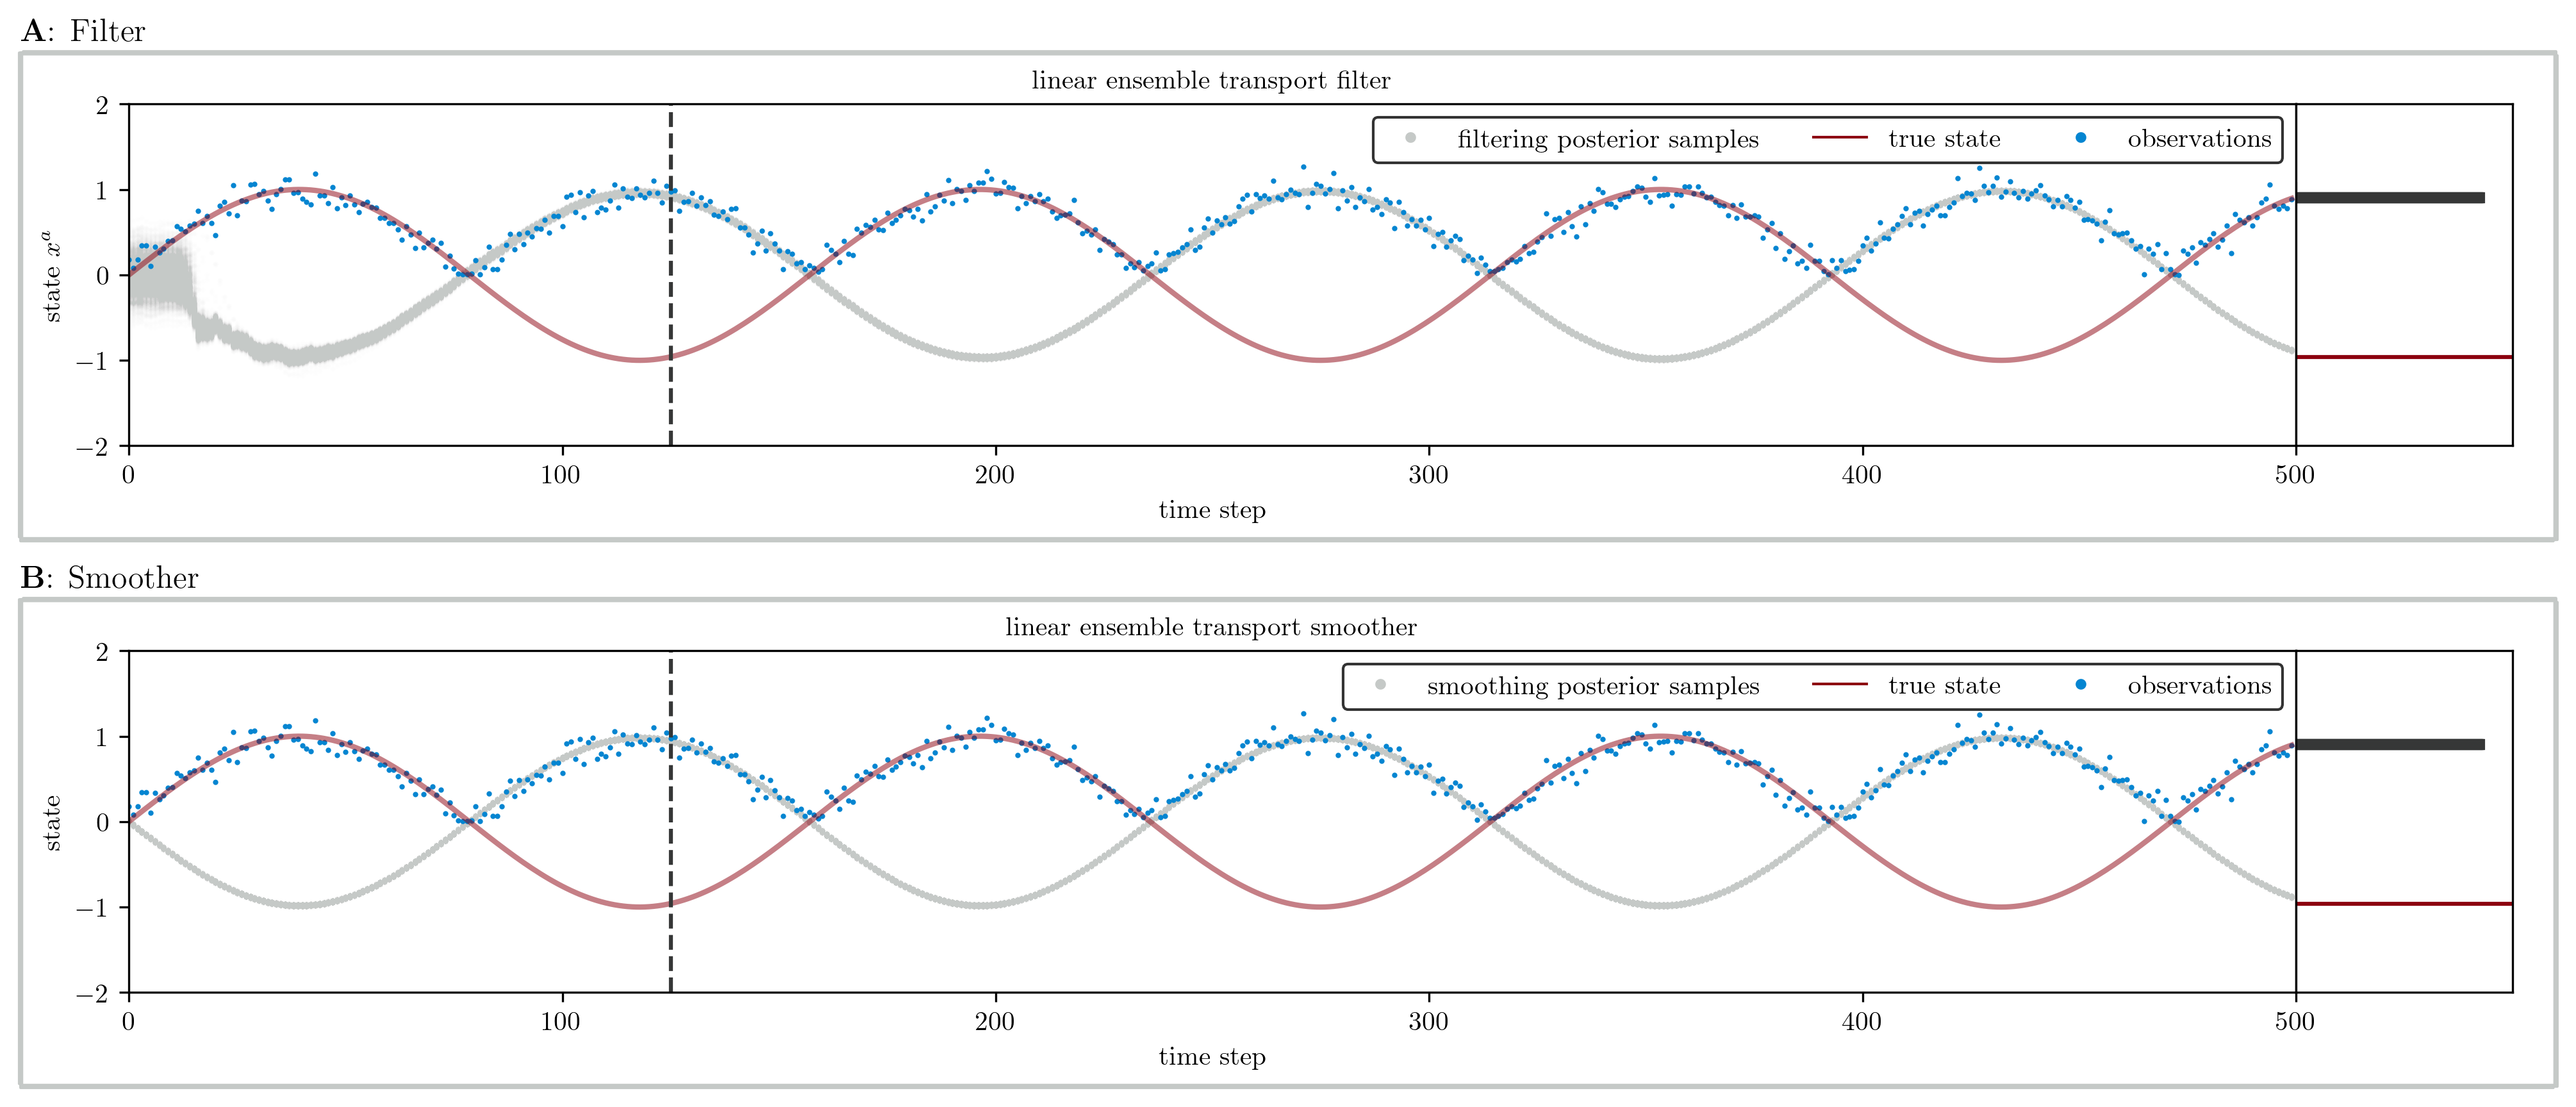 A: Filter
linear ensemble transport filter
filtering posterior samples true state observations
2
1
0
−1
−2
state xᵃ
0 100 200 300 400 500
time step
B: Smoother
linear ensemble transport smoother
smoothing posterior samples true state observations
2
1
0
−1
−2
state
0 100 200 300 400 500
time step